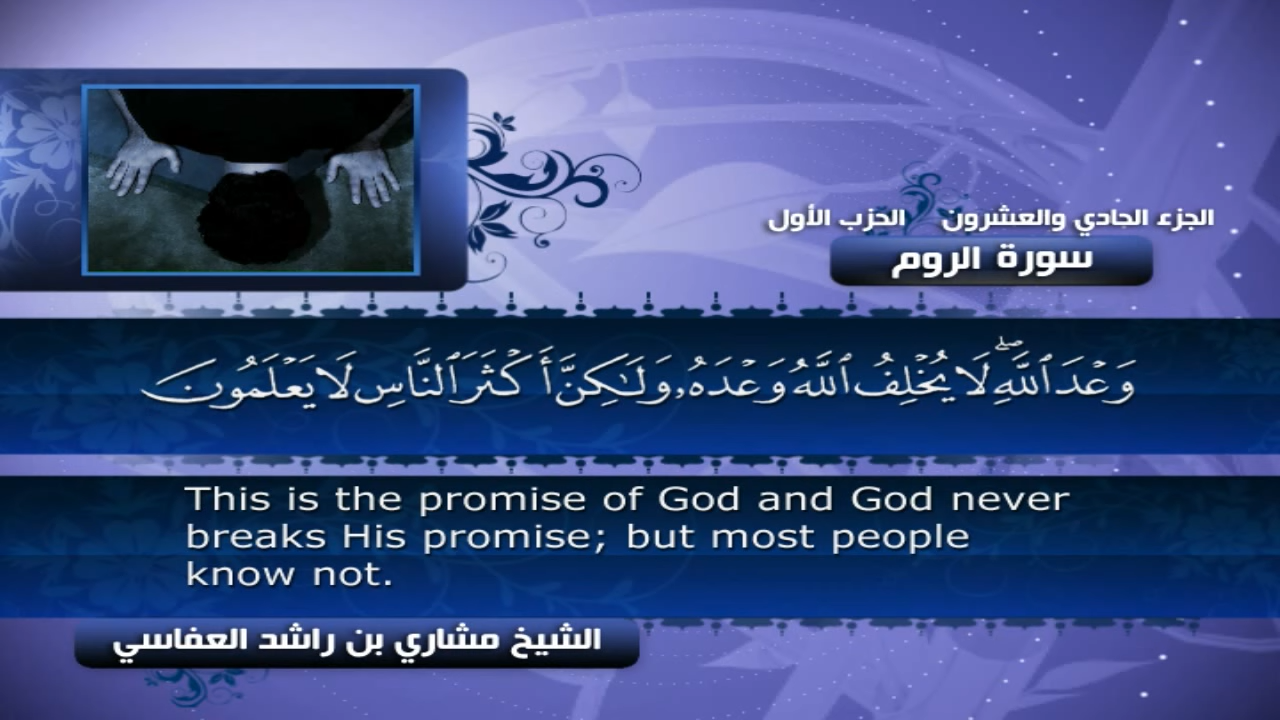 الجزء الحادي والعشرون الحزب الأول
سورة الروم
وَعْدَ ٱللَّهِ ۖ لَا يُخْلِفُ ٱللَّهُ وَعْدَهُۥ وَلَٰكِنَّ أَكْثَرَ ٱلنَّاسِ لَا يَعْلَمُونَ
This is the promise of God and God never
breaks His promise; but most people
know not.
الشيخ مشاري بن راشد العفاسي